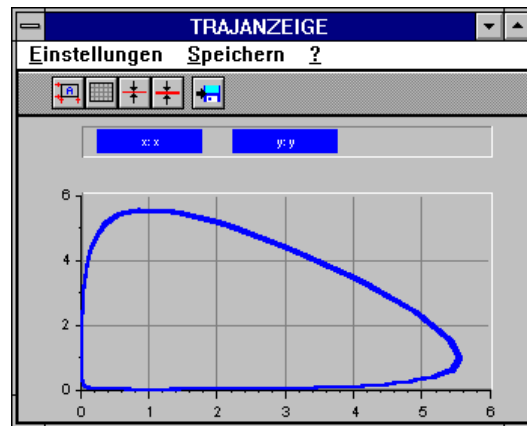 TRAJANZEIGE
Einstellungen Speichern ?
A
x: x y: y
6
4
2
0
0 1 2 3 4 5 6